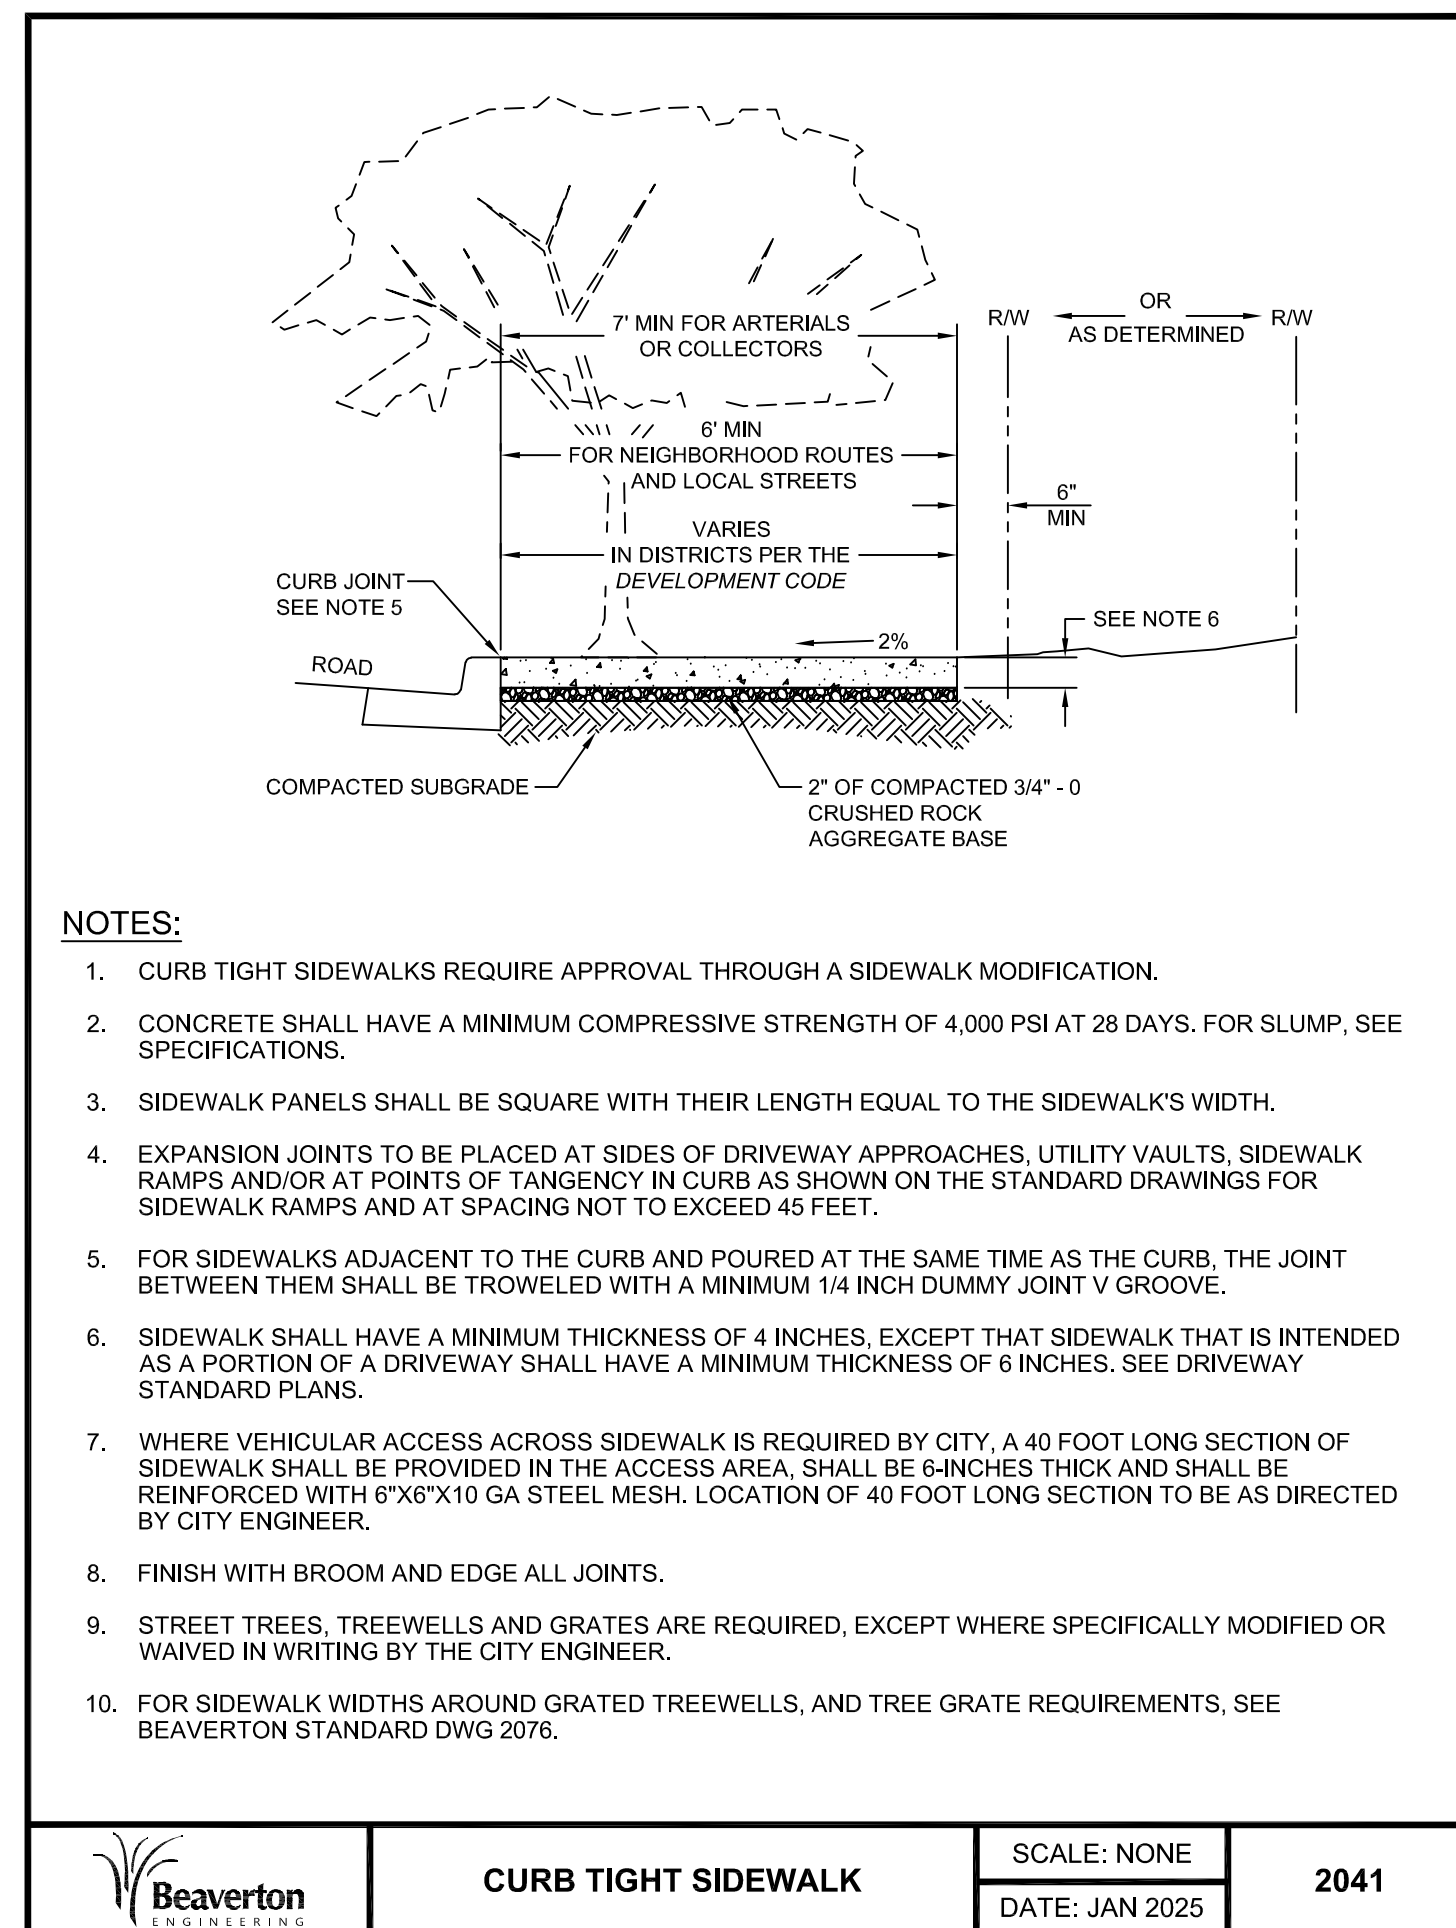 7' MIN FOR ARTERIALS
OR COLLECTORS
R/W
OR
AS DETERMINED
R/W
6' MIN
FOR NEIGHBORHOOD ROUTES
AND LOCAL STREETS
6"
MIN
VARIES
IN DISTRICTS PER THE
DEVELOPMENT CODE
CURB JOINT
SEE NOTE 5
SEE NOTE 6
2%
ROAD
COMPACTED SUBGRADE
2" OF COMPACTED 3/4" - 0
CRUSHED ROCK
AGGREGATE BASE
NOTES:
1. CURB TIGHT SIDEWALKS REQUIRE APPROVAL THROUGH A SIDEWALK MODIFICATION.
2. CONCRETE SHALL HAVE A MINIMUM COMPRESSIVE STRENGTH OF 4,000 PSI AT 28 DAYS. FOR SLUMP, SEE
SPECIFICATIONS.
3. SIDEWALK PANELS SHALL BE SQUARE WITH THEIR LENGTH EQUAL TO THE SIDEWALK'S WIDTH.
4. EXPANSION JOINTS TO BE PLACED AT SIDES OF DRIVEWAY APPROACHES, UTILITY VAULTS, SIDEWALK
RAMPS AND/OR AT POINTS OF TANGENCY IN CURB AS SHOWN ON THE STANDARD DRAWINGS FOR
SIDEWALK RAMPS AND AT SPACING NOT TO EXCEED 45 FEET.
5. FOR SIDEWALKS ADJACENT TO THE CURB AND POURED AT THE SAME TIME AS THE CURB, THE JOINT
BETWEEN THEM SHALL BE TROWELED WITH A MINIMUM 1/4 INCH DUMMY JOINT V GROOVE.
6. SIDEWALK SHALL HAVE A MINIMUM THICKNESS OF 4 INCHES, EXCEPT THAT SIDEWALK THAT IS INTENDED
AS A PORTION OF A DRIVEWAY SHALL HAVE A MINIMUM THICKNESS OF 6 INCHES. SEE DRIVEWAY
STANDARD PLANS.
7. WHERE VEHICULAR ACCESS ACROSS SIDEWALK IS REQUIRED BY CITY, A 40 FOOT LONG SECTION OF
SIDEWALK SHALL BE PROVIDED IN THE ACCESS AREA, SHALL BE 6-INCHES THICK AND SHALL BE
REINFORCED WITH 6"X6"X10 GA STEEL MESH. LOCATION OF 40 FOOT LONG SECTION TO BE AS DIRECTED
BY CITY ENGINEER.
8. FINISH WITH BROOM AND EDGE ALL JOINTS.
9. STREET TREES, TREEWELLS AND GRATES ARE REQUIRED, EXCEPT WHERE SPECIFICALLY MODIFIED OR
WAIVED IN WRITING BY THE CITY ENGINEER.
10. FOR SIDEWALK WIDTHS AROUND GRATED TREEWELLS, AND TREE GRATE REQUIREMENTS, SEE
BEAVERTON STANDARD DWG 2076.
Beaverton
ENGINEERING
CURB TIGHT SIDEWALK
SCALE: NONE
DATE: JAN 2025
2041